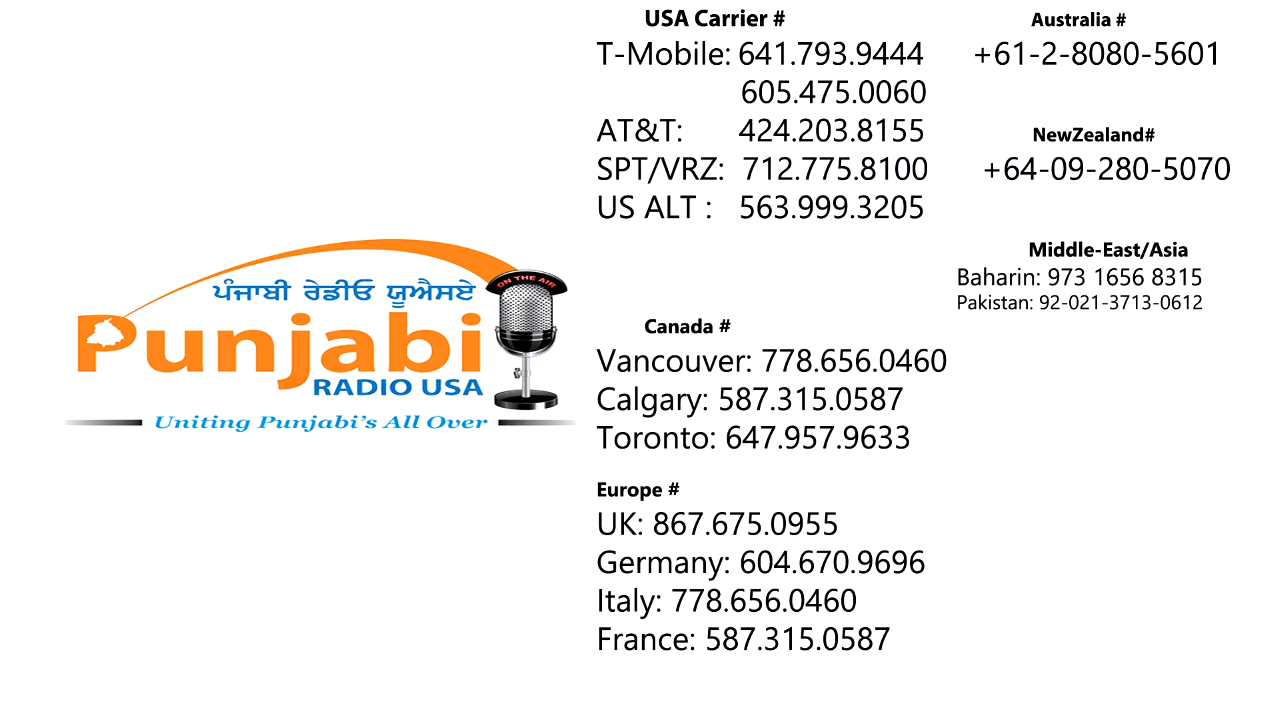 ਪੰਜਾਬੀ ਰੇਡੀਓ ਯੂਐਸਏ
ON THE AIR
Punjabi
RADIO USA
Uniting Punjabi's All Over
USA Carrier #
T-Mobile: 641.793.9444
605.475.0060
AT&T: 424.203.8155
SPT/VRZ: 712.775.8100
US ALT : 563.999.3205
Canada #
Vancouver: 778.656.0460
Calgary: 587.315.0587
Toronto: 647.957.9633
Europe #
UK: 867.675.0955
Germany: 604.670.9696
Italy: 778.656.0460
France: 587.315.0587
Australia #
+61-2-8080-5601
NewZealand#
+64-09-280-5070
Middle-East/Asia
Baharin: 973 1656 8315
Pakistan: 92-021-3713-0612